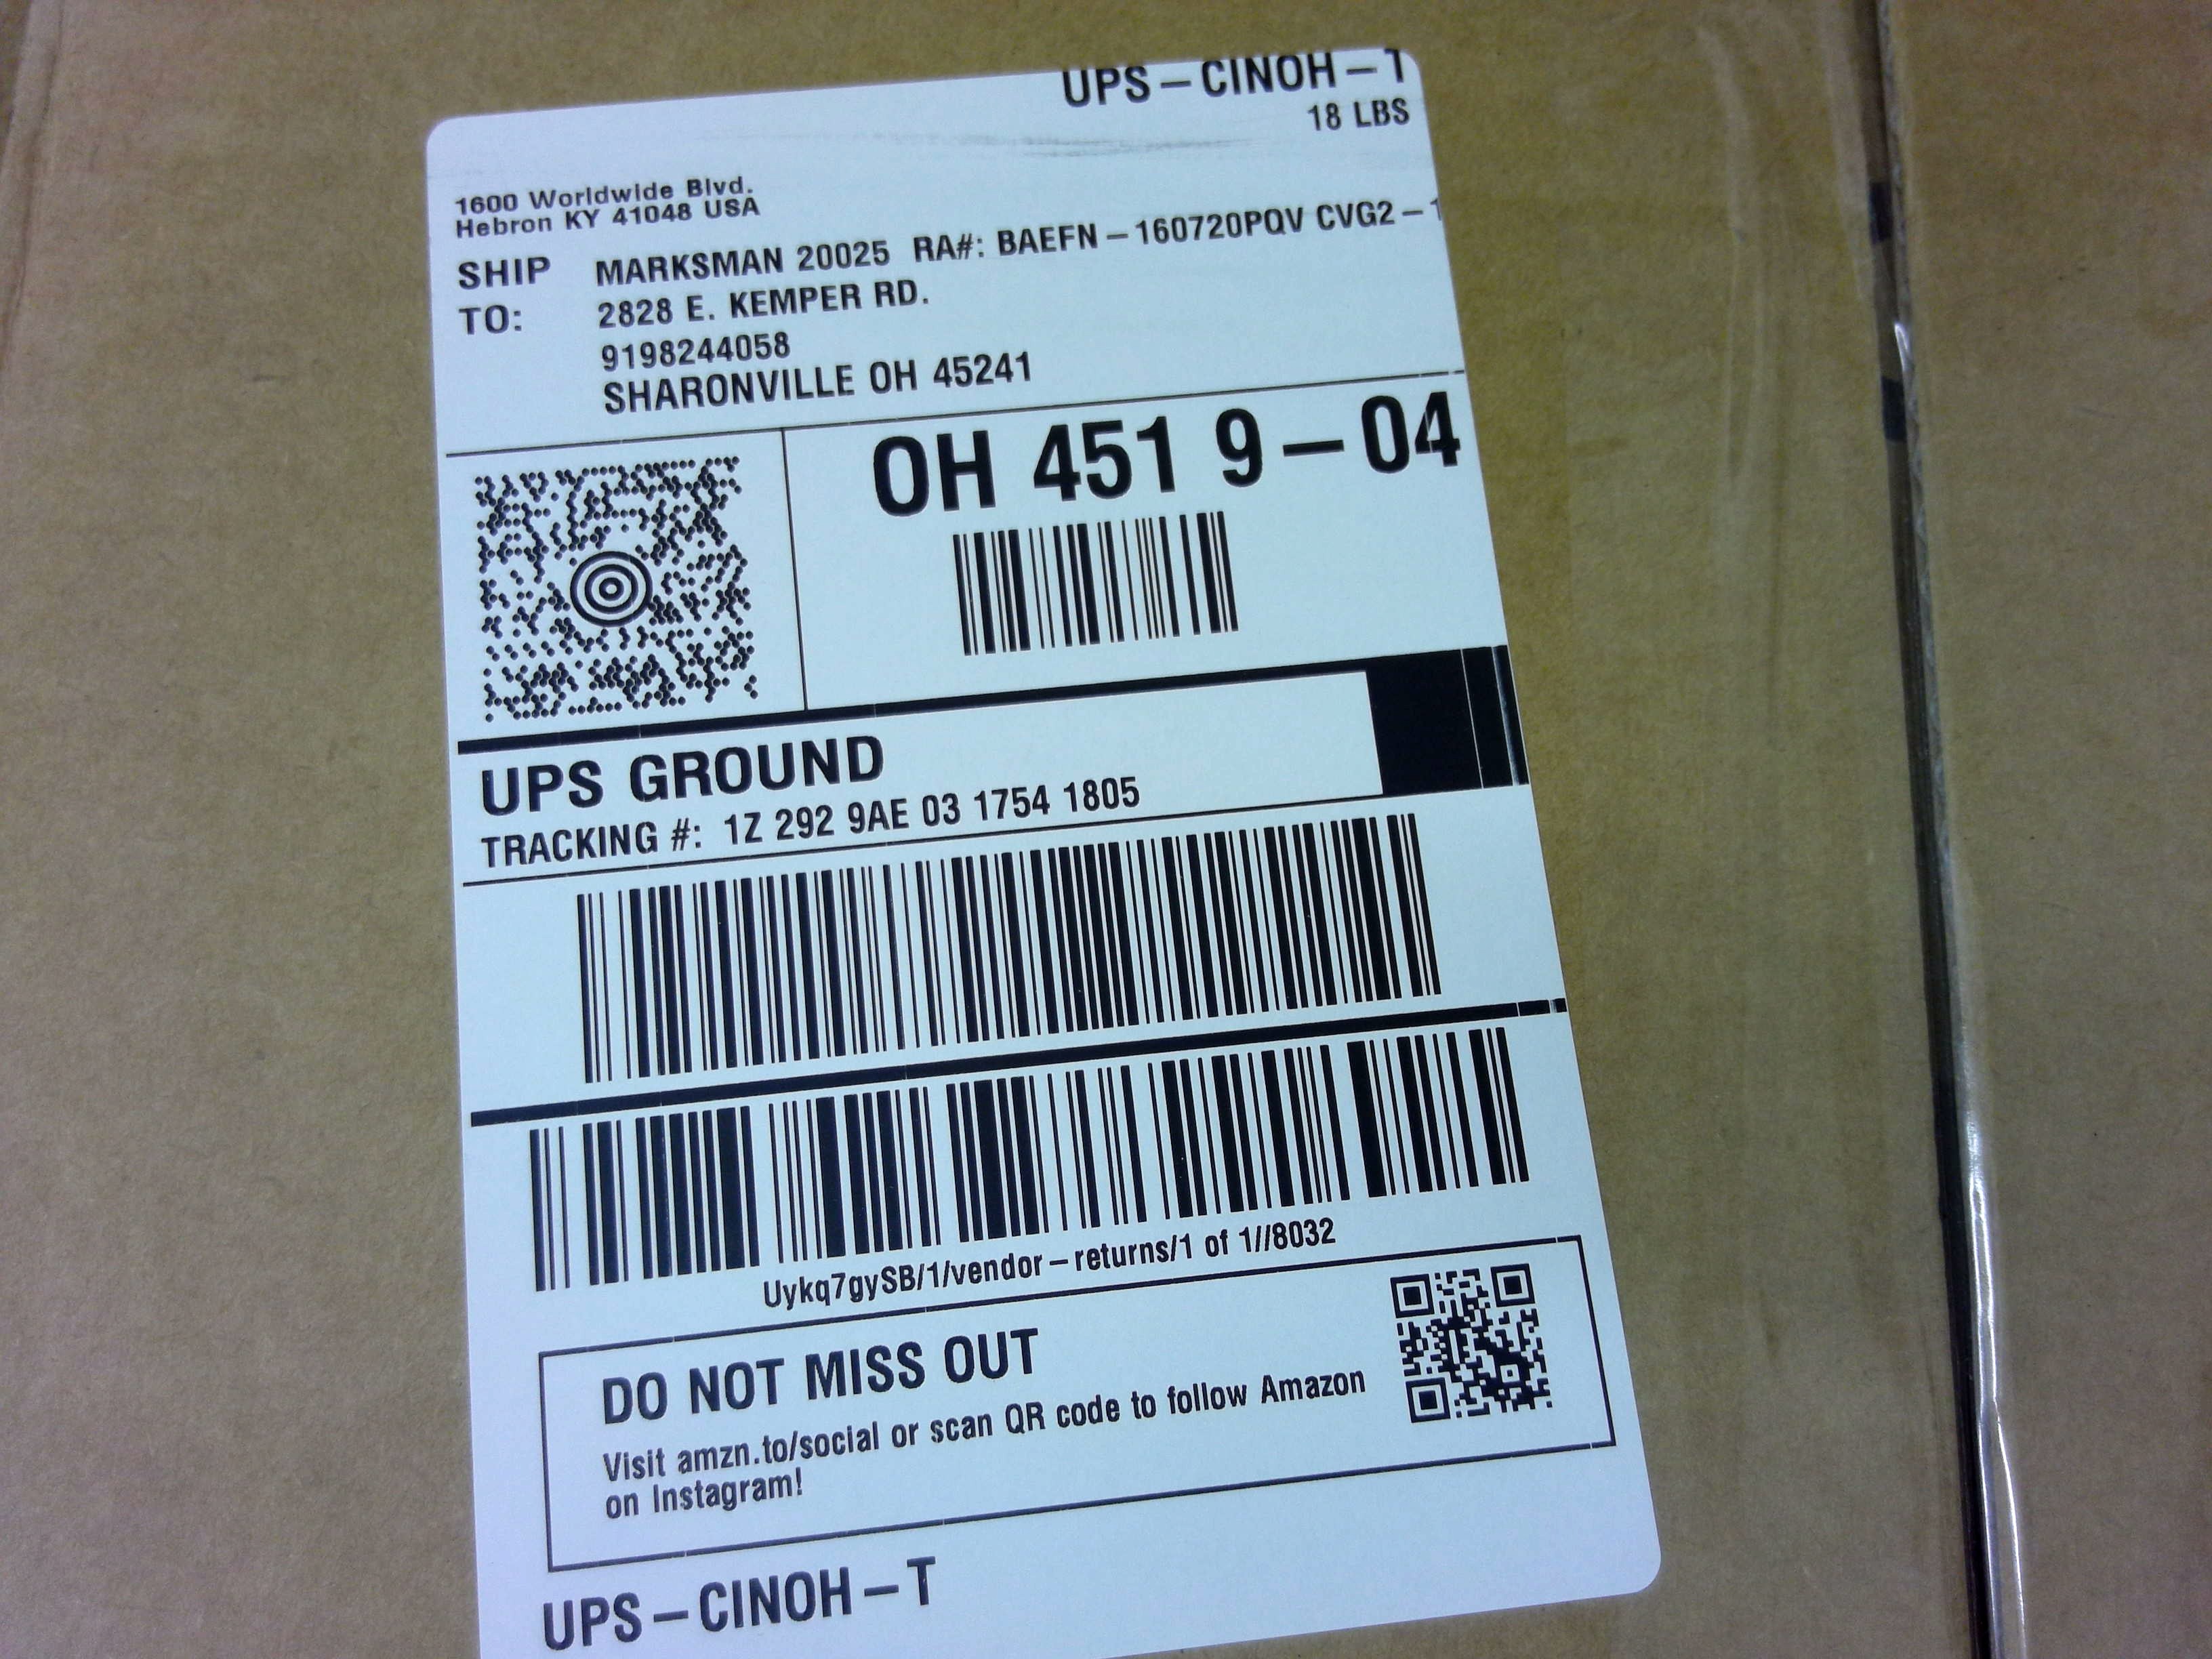 UPS – CINOH – T
18 LBS
1600 Worldwide Blvd.
Hebron KY 41048 USA
SHIP MARKSMAN 20025 RA#: BAEFN – 160720PQV CVG2 – 1
TO: 2828 E. KEMPER RD.
9198244058
SHARONVILLE OH 45241
OH 451 9 – 04
UPS GROUND
TRACKING #: 1Z 292 9AE 03 1754 1805
Uykq7gySB/1/vendor – returns/1 of 1//8032
DO NOT MISS OUT
Visit amzn.to/social or scan QR code to follow Amazon
on Instagram!
UPS – CINOH – T